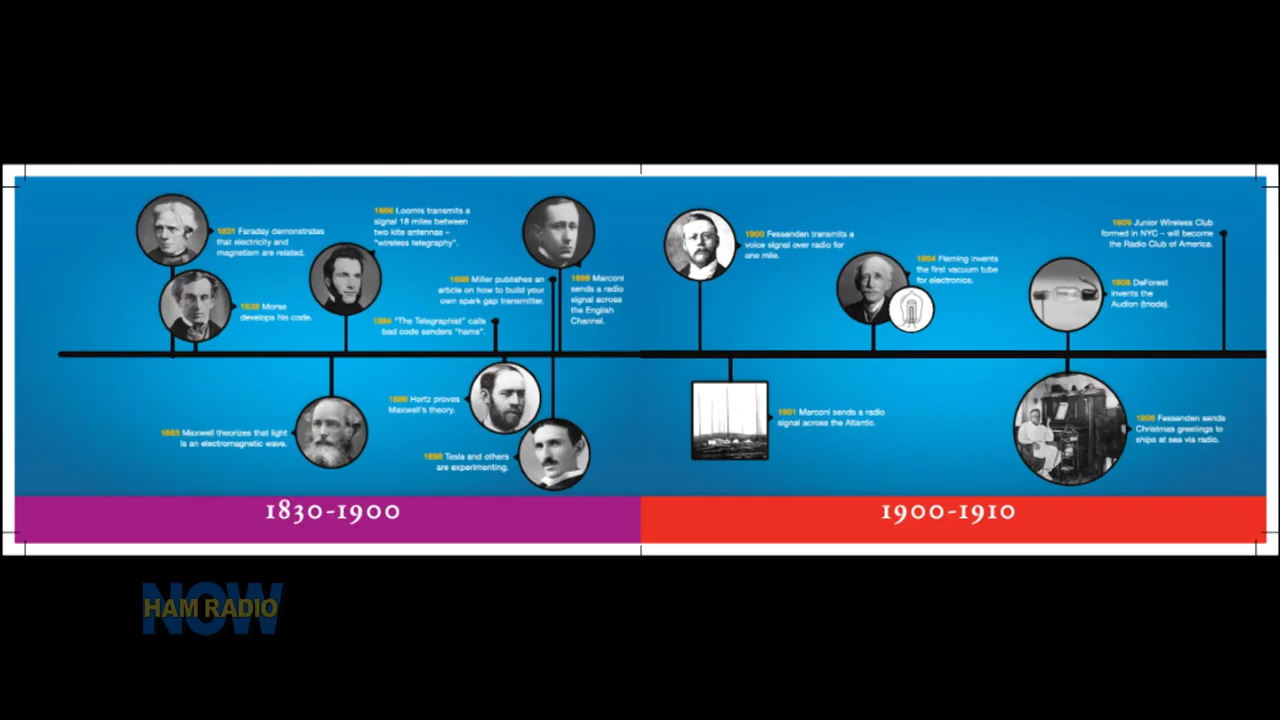 1831 Faraday demonstrates
that electricity and
magnetism are related.
1838 Morse
develops his code.
1866 Loomis transmits a
signal 18 miles between
two kite antennas –
"wireless telegraphy".
Miller publishes an
article on how to build your
own spark gap transmitter.
"The Telegraphist" calls
bad code senders "hams".
1899 Marconi
sends a radio
signal across
the English
Channel.
1865 Maxwell theorizes that light
is an electromagnetic wave.
Hertz proves
Maxwell's theory.
Tesla and others
are experimenting.
1830-1900
1900 Fessenden transmits a
voice signal over radio for
one mile.
1904 Fleming invents
the first vacuum tube
for electronics.
1909 Junior Wireless Club
formed in NYC – will become
the Radio Club of America.
1906 DeForest
invents the
Audion (triode).
1901 Marconi sends a radio
signal across the Atlantic.
1906 Fessenden sends
Christmas greetings to
ships at sea via radio.
1900-1910
NOW
HAM RADIO